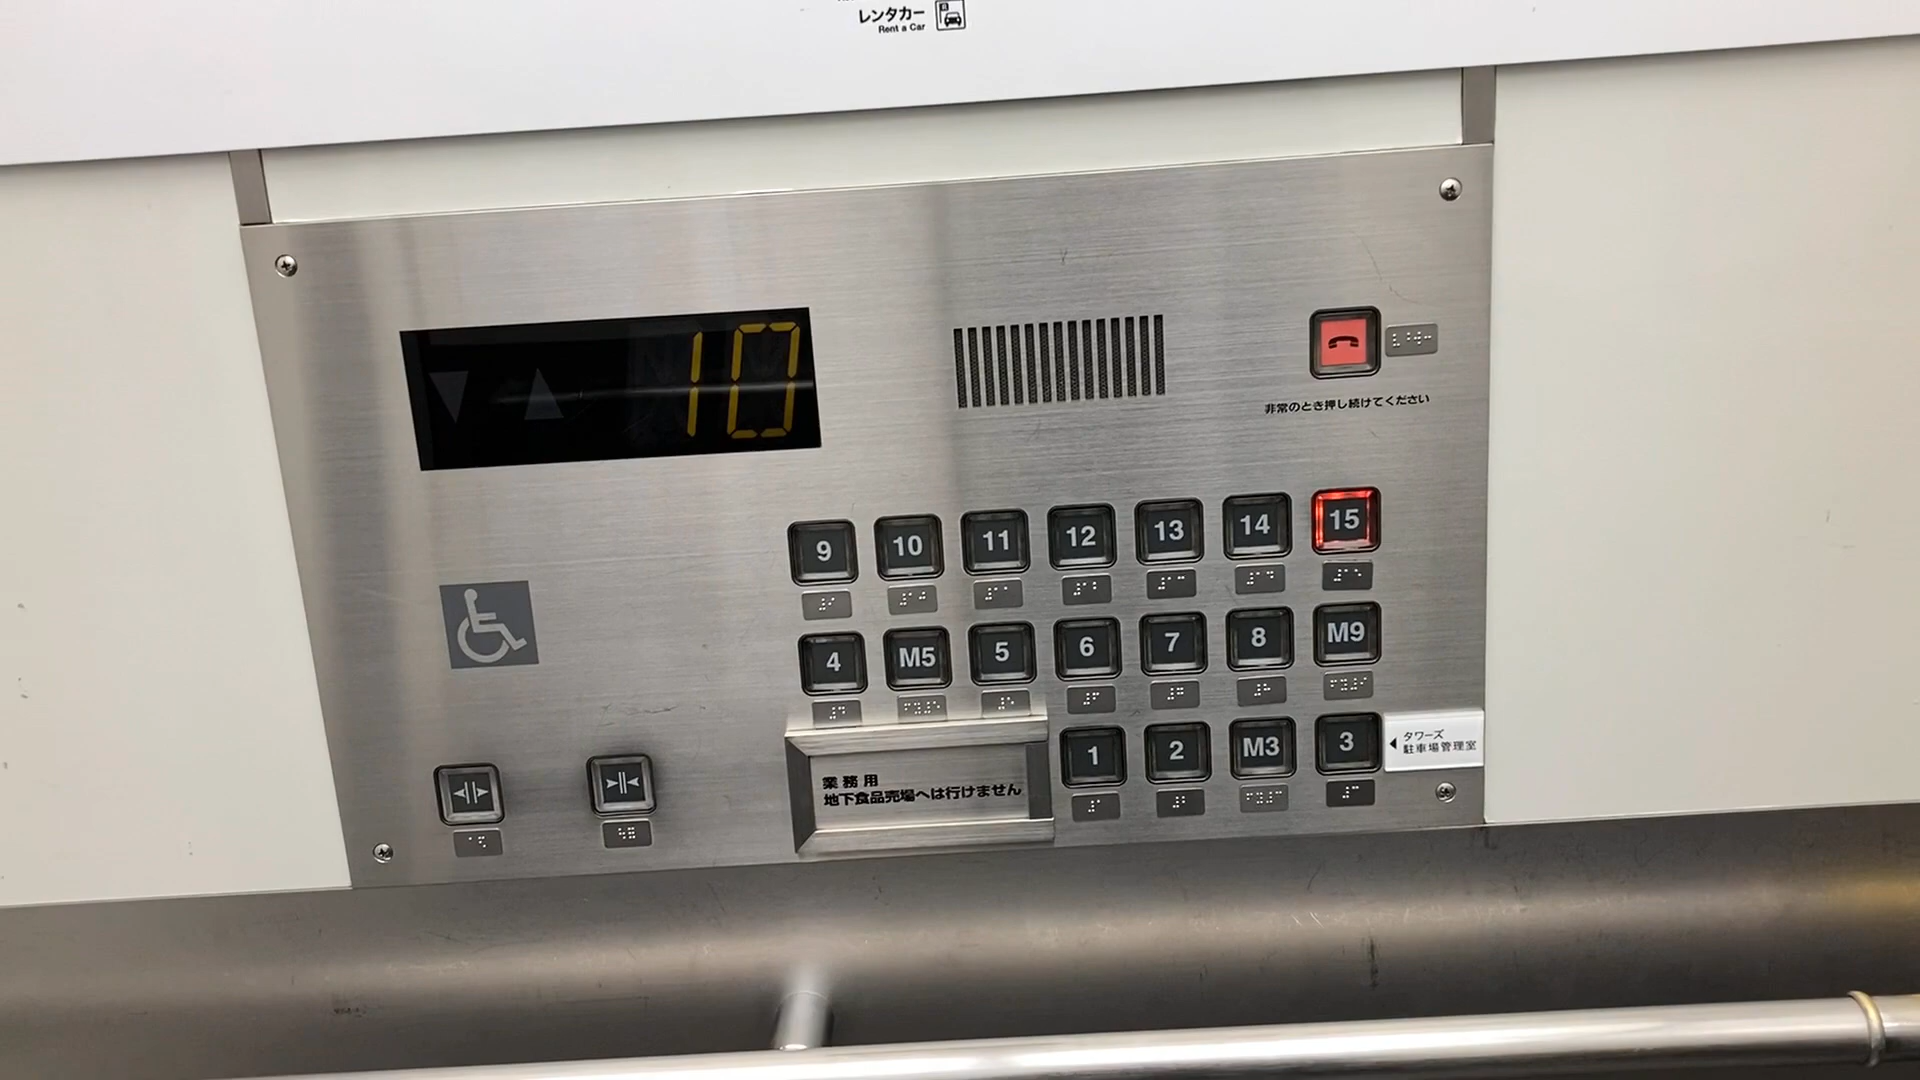 レンタカー
Rent a Car
10
非常のとき押し続けてください
9 10 11 12 13 14 15
4 M5 5 6 7 8 M9
1 2 M3 3
タワーズ
駐車場管理室
業務用
地下食品売場へは行けません